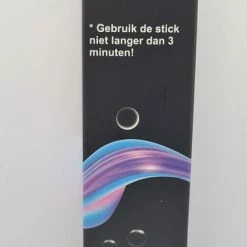 * Gebruik de stick
niet langer dan 3
minuten!